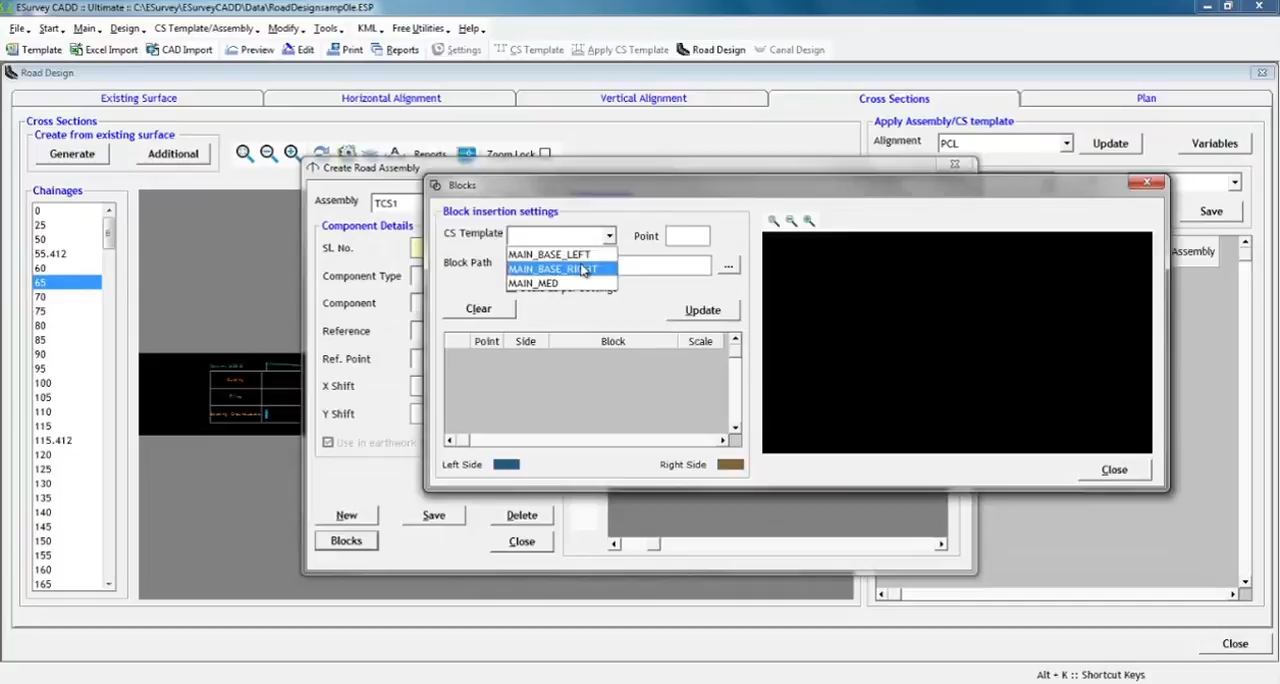 ESurvey CADD :: Ultimate :: C:\ESurvey\ESurveyCADD\Data\RoadDesignsamp0le.ESP
File Start Main Design CS Template/Assembly Modify Tools KML Free Utilities Help
Template Excel Import CAD Import Preview Edit Print Reports Settings CS Template Apply CS Template Road Design Canal Design
Road Design
Existing Surface Horizontal Alignment Vertical Alignment Cross Sections Plan
Cross Sections
Create from existing surface
Generate Additional
Reports Zoom Lock
Apply Assembly/CS template
Alignment PCL Update Variables
Save
Assembly
Chainages
0
25
50
55.412
60
65
70
75
80
85
90
95
100
105
110
115
115.412
120
125
130
135
140
145
150
155
160
165
Create Road Assembly
Assembly TCS1
Component Details
Sl. No.
Component Type
Component
Reference
Ref. Point
X Shift
Y Shift
Use in earthwork
New Save Delete
Blocks Close
Blocks
Block insertion settings
CS Template Point
MAIN_BASE_LEFT
MAIN_BASE_RIGHT
MAIN_MED
Block Path ...
Clear Update
Point Side Block Scale
Left Side Right Side
Close
Close
Alt + K :: Shortcut Keys